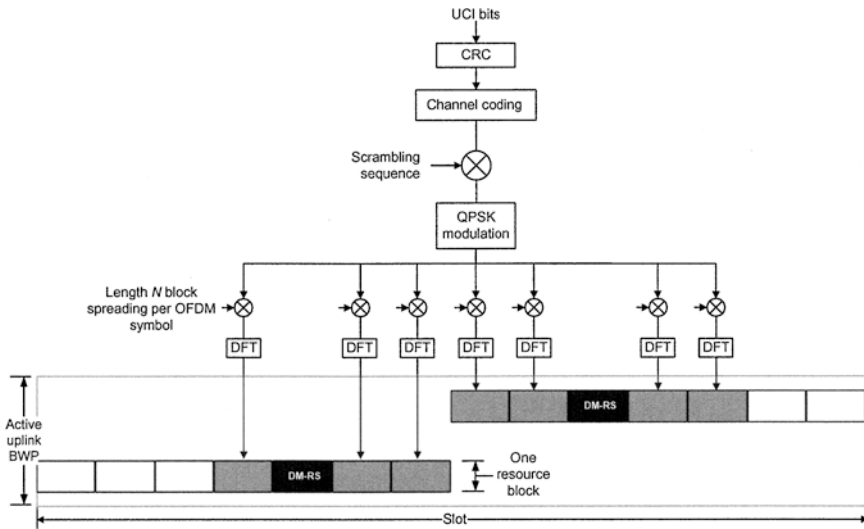 UCI bits
CRC
Channel coding
Scrambling
sequence
QPSK
modulation
Length N block
spreading per OFDM
symbol
DFT
DFT
DFT
DFT
DFT
DFT
DFT
Active
uplink
BWP
DM-RS
DM-RS
One
resource
block
Slot